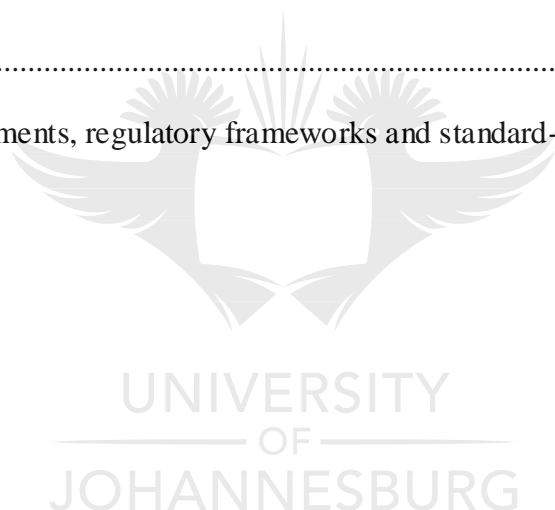 ................................................................................
ments, regulatory frameworks and standard-
UNIVERSITY
OF
JOHANNESBURG